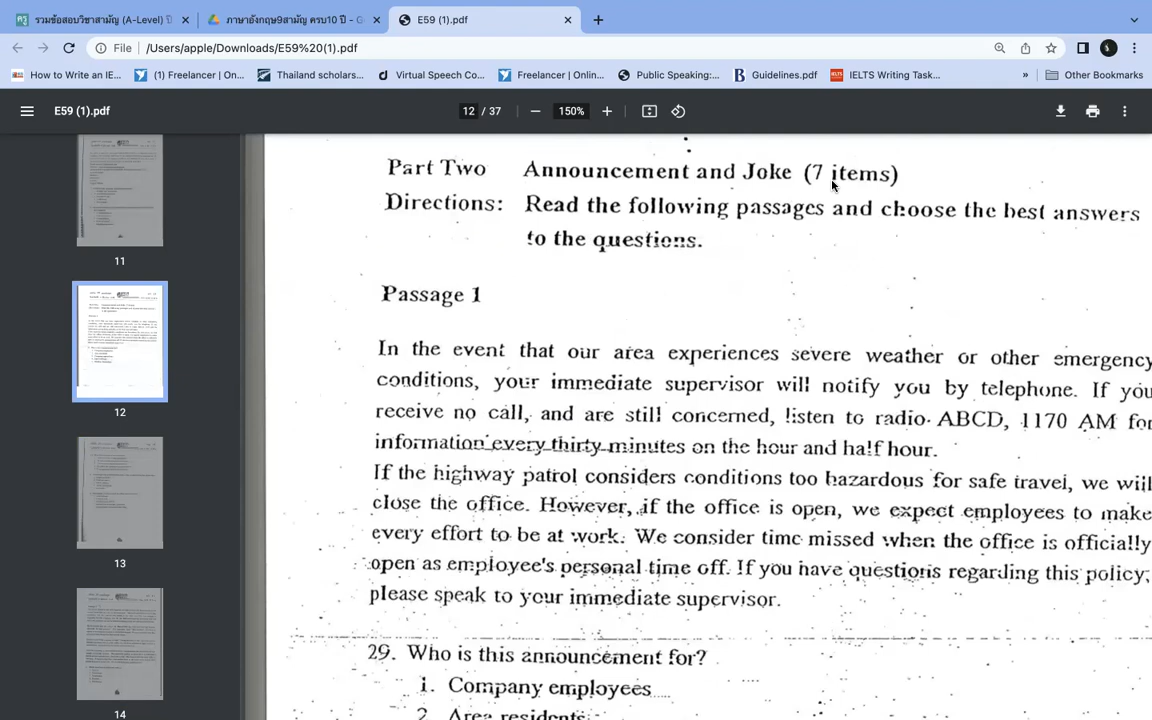 รวมข้อสอบวิชาสามัญ (A-Level) ปี
ภาษาอังกฤษ9สามัญ ครบ10 ปี - G
E59 (1).pdf
File
/Users/apple/Downloads/E59%20(1).pdf
How to Write an IE...
(1) Freelancer | On...
Thailand scholars...
Virtual Speech Co...
Freelancer | Onlin...
Public Speaking:...
Guidelines.pdf
IELTS Writing Task...
»
Other Bookmarks
E59 (1).pdf
12 / 37
150%
11
12
13
14
Part Two Announcement and Joke (7 items)
Directions: Read the following passages and choose the best answers
to the questions.
Passage 1
In the event that our area experiences severe weather or other emergency
conditions, your immediate supervisor will notify you by telephone. If you
receive no call, and are still concerned, listen to radio ABCD, 1170 AM for
information every thirty minutes on the hour and half hour.
If the highway patrol considers conditions too hazardous for safe travel, we will
close the office. However, if the office is open, we expect employees to make
every effort to be at work. We consider time missed when the office is officially
open as employee's personal time off. If you have questions regarding this policy,
please speak to your immediate supervisor.
29. Who is this announcement for?
1. Company employees
2. Area residents